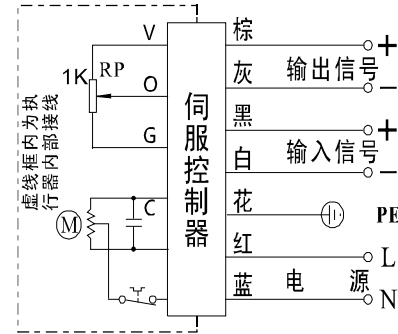 V
1K RP
O
G
C
M
虚线框内为执
行器内部接线
伺服控制器
棕 +
灰 输出信号 −
黑 +
白 输入信号 −
花 PE
红 L
蓝 电 源 N